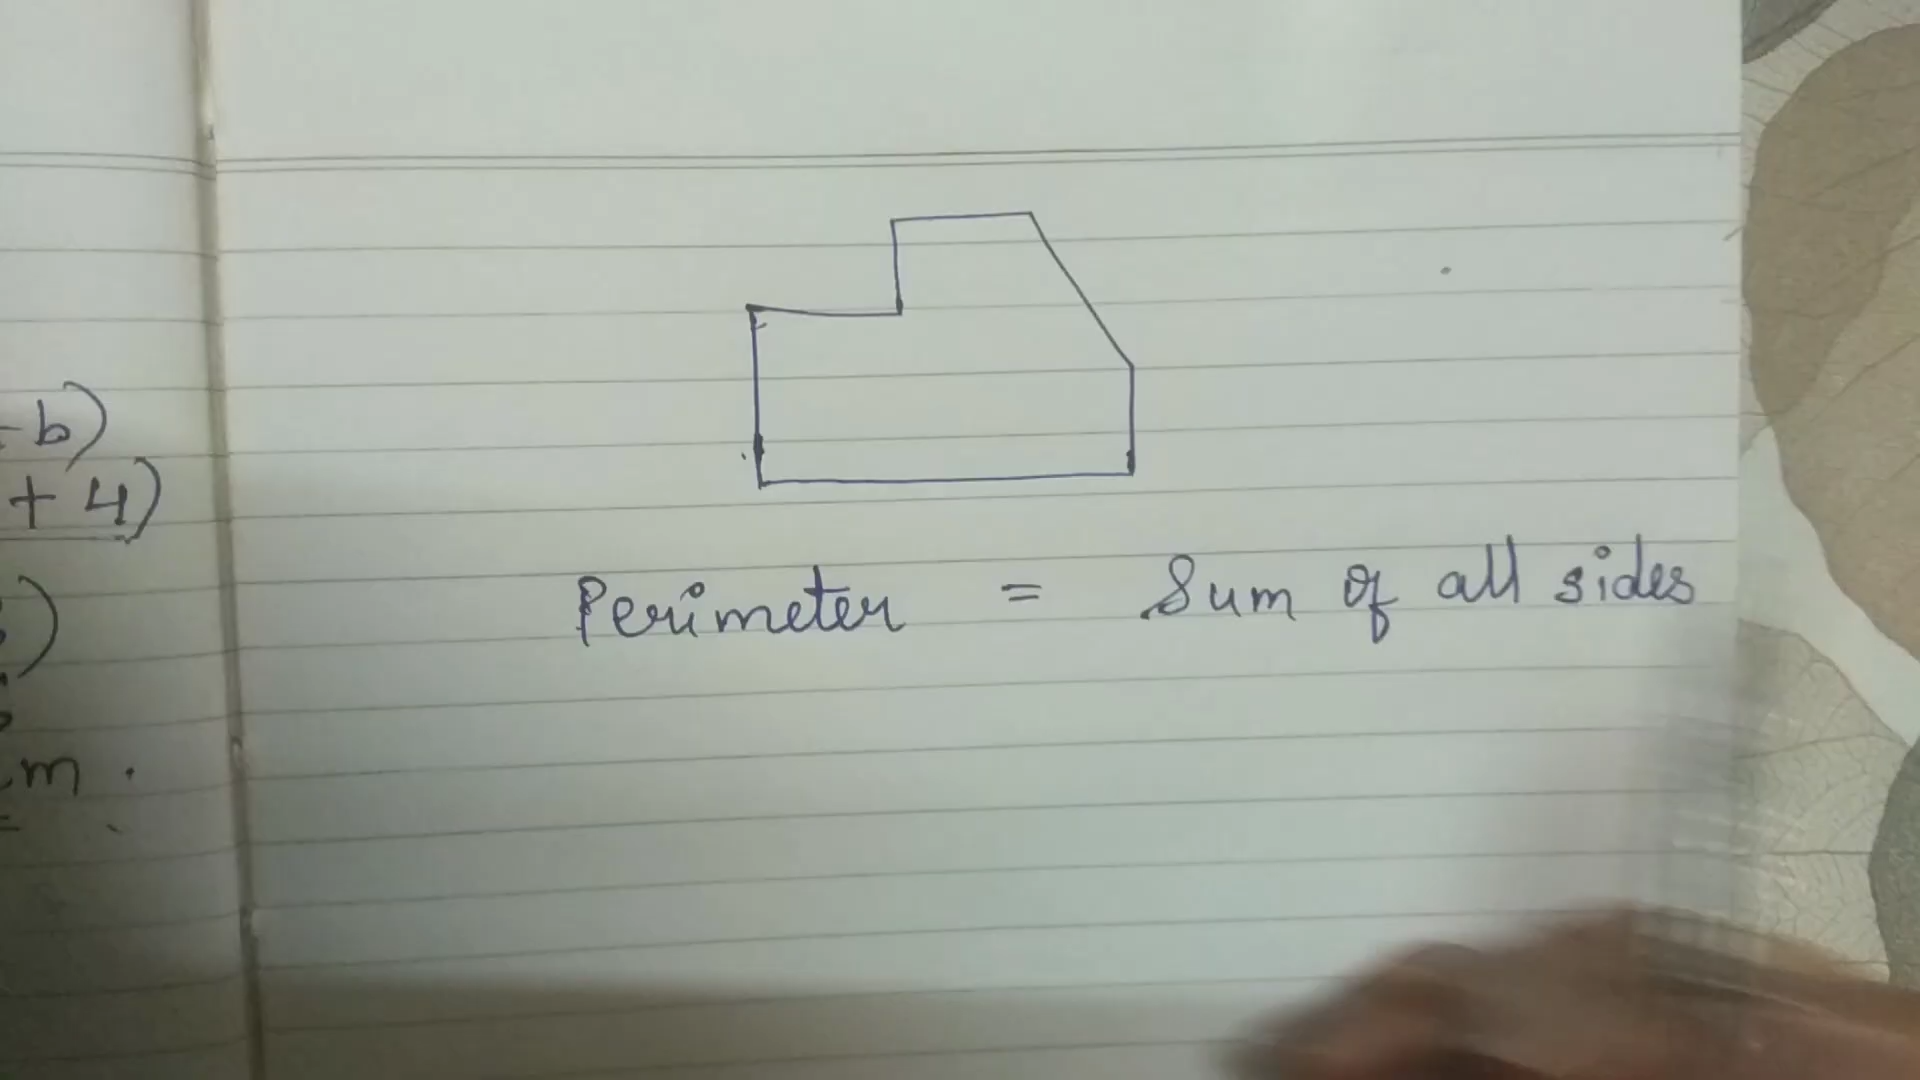 b)
+ 4)
)
m.
Perimeter = Sum of all sides